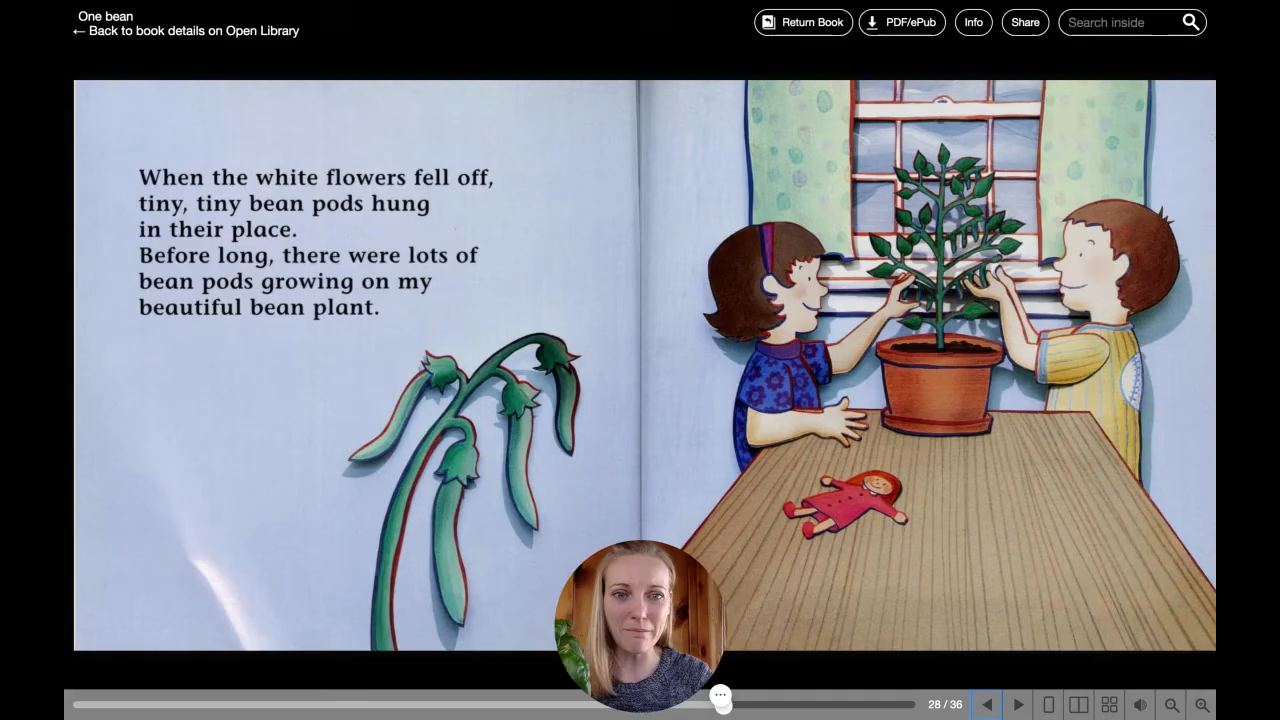 One bean
← Back to book details on Open Library
Return Book
PDF/ePub
Info
Share
Search inside
When the white flowers fell off,
tiny, tiny bean pods hung
in their place.
Before long, there were lots of
bean pods growing on my
beautiful bean plant.
28 / 36